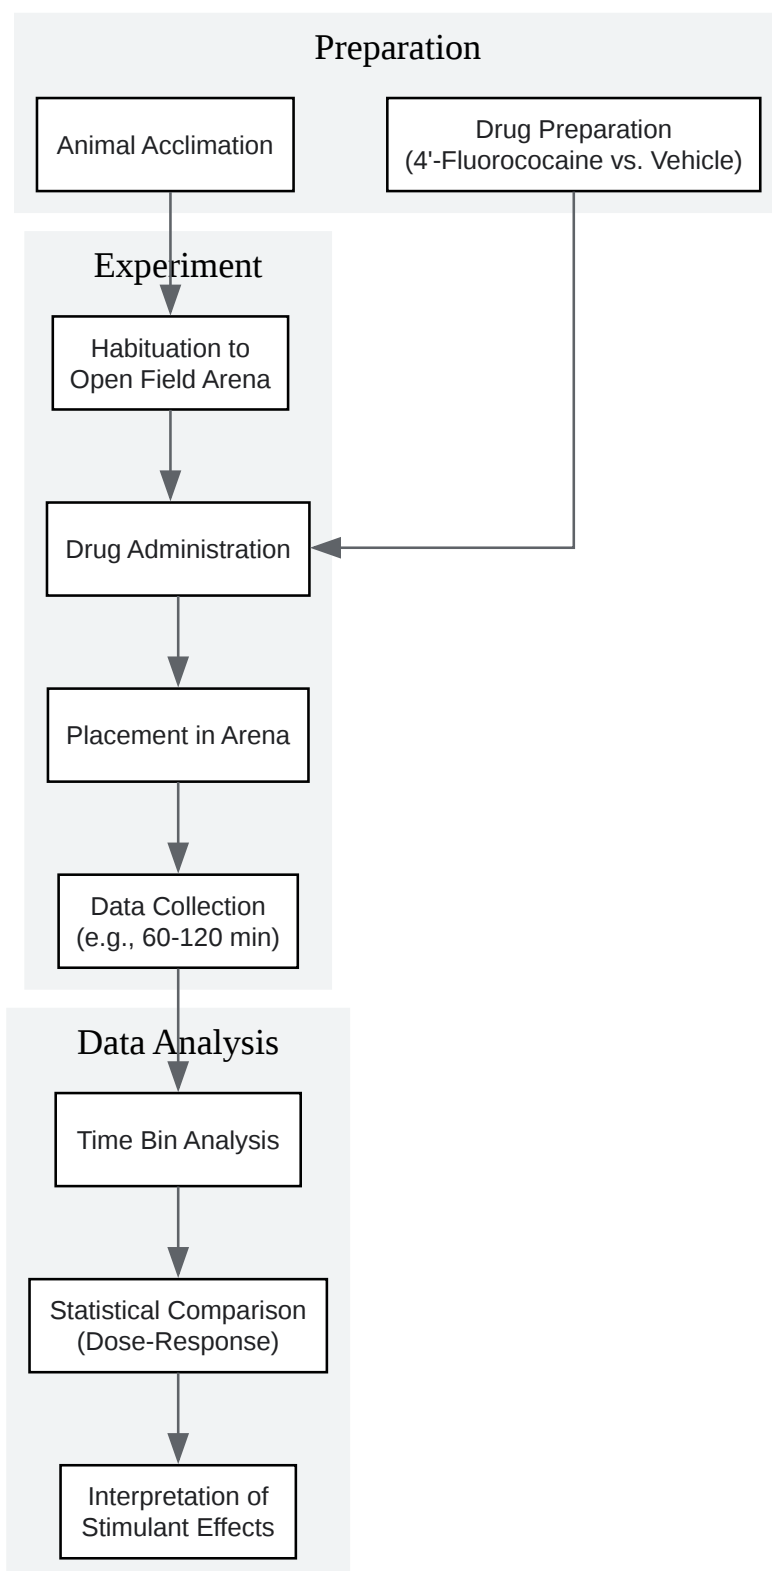 Preparation
Animal Acclimation
Drug Preparation
(4'-Fluorococaine vs. Vehicle)
Experiment
Habituation to
Open Field Arena
Drug Administration
Placement in Arena
Data Collection
(e.g., 60-120 min)
Data Analysis
Time Bin Analysis
Statistical Comparison
(Dose-Response)
Interpretation of
Stimulant Effects